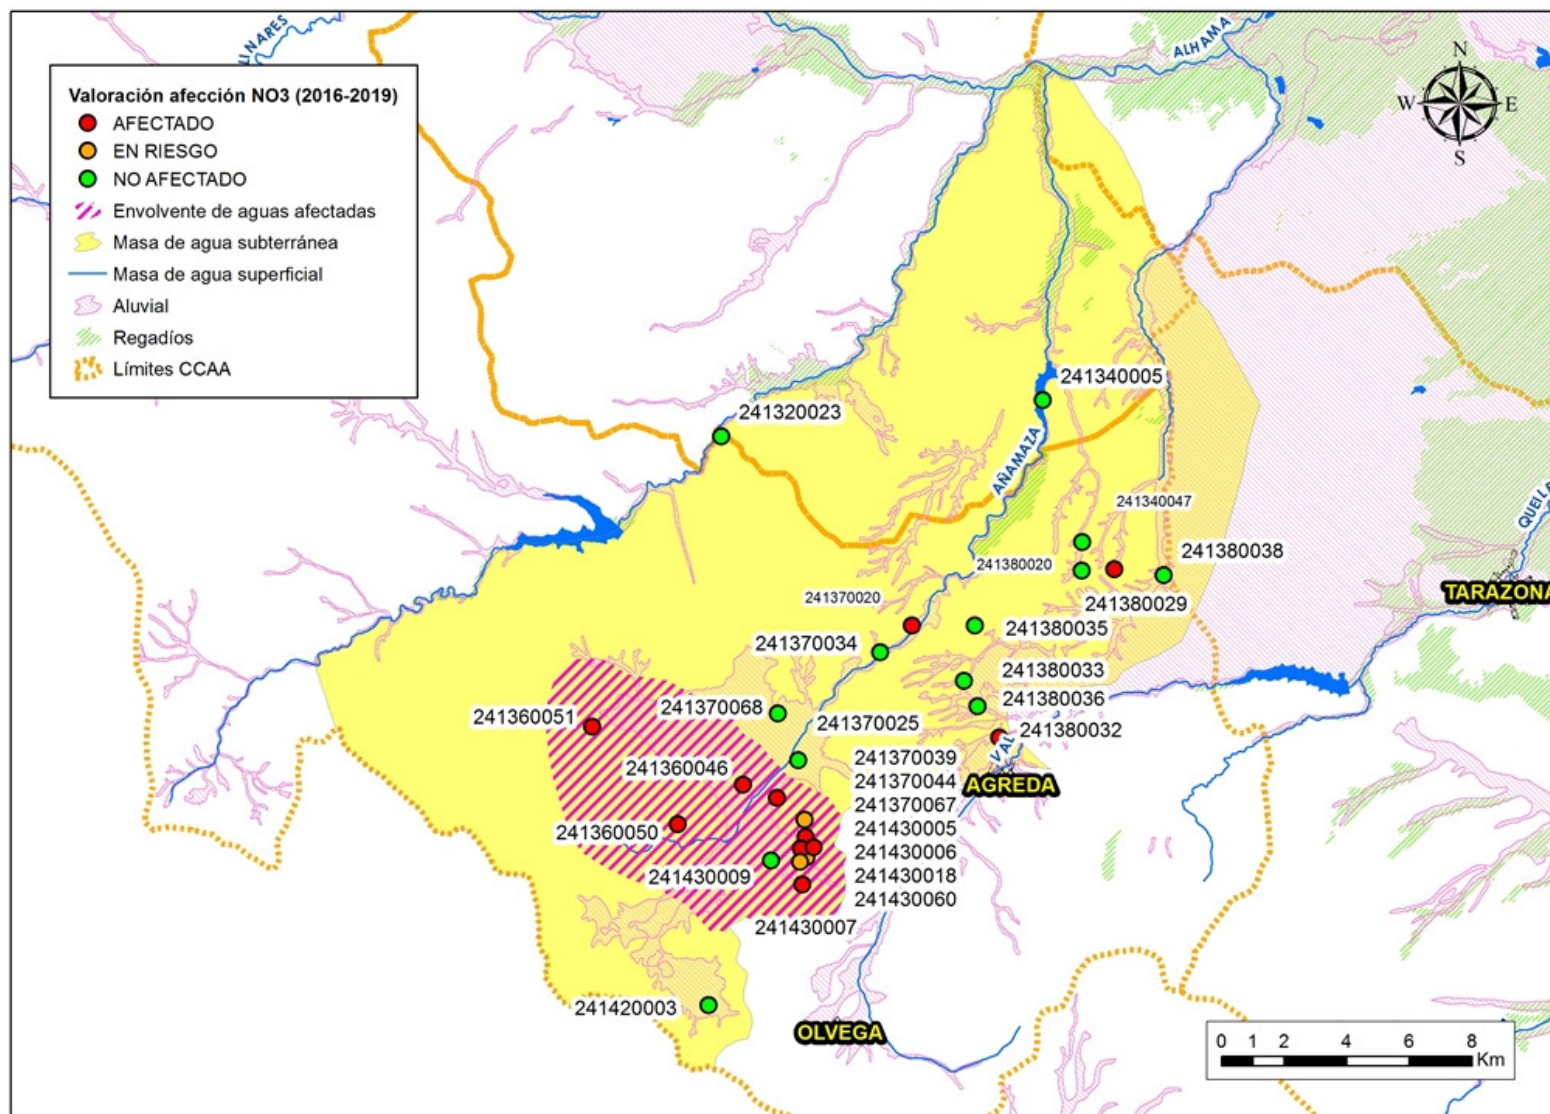 LINARES
ALHAMA
Valoración afección NO3 (2016-2019)
AFECTADO
EN RIESGO
NO AFECTADO
Envolvente de aguas afectadas
Masa de agua subterránea
Masa de agua superficial
Aluvial
Regadíos
Límites CCAA
N
W
E
S
241340005
241320023
AÑAMAZA
241340047
QUEILA
241380038
241380020
TARAZONA
241370020
241380029
241380035
241370034
241380033
241380036
241370068
241360051
241370025
241380032
VAL
241370039
241360046
241370044
AGREDA
241370067
241430005
241360050
241430006
241430009
241430018
241430060
241430007
241420003
OLVEGA
0 1 2 4 6 8
Km